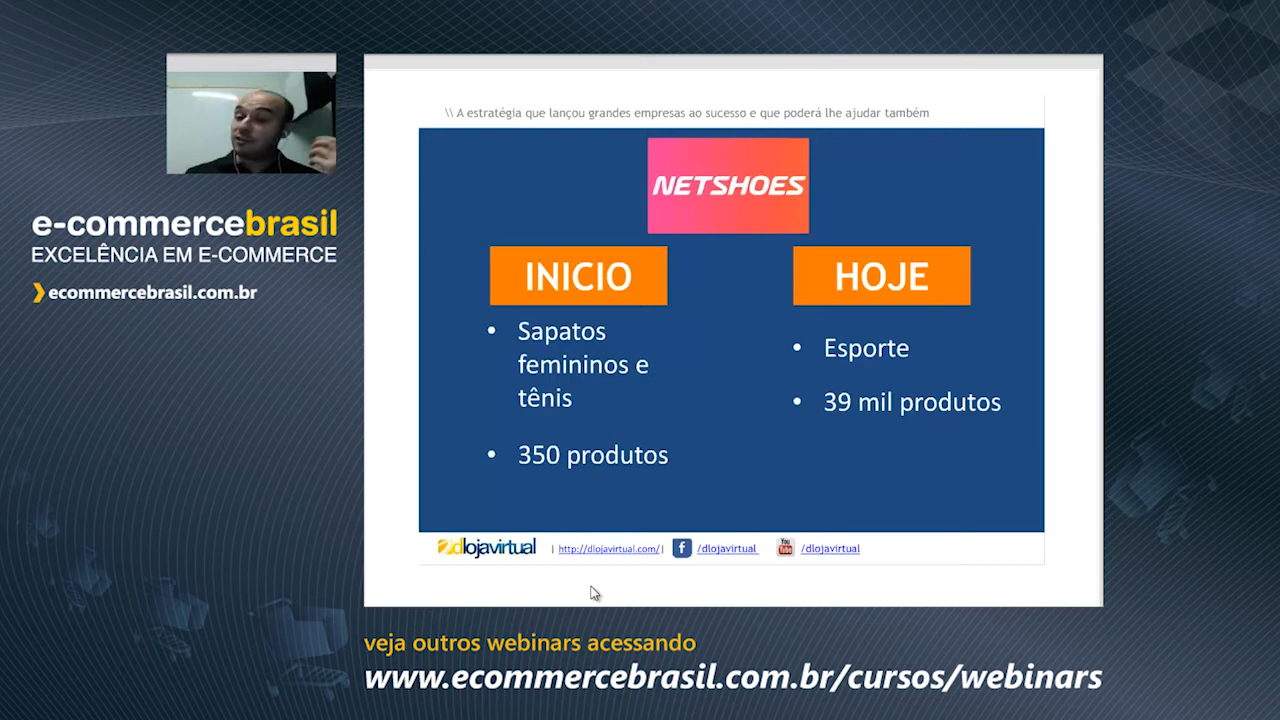 \\ A estratégia que lançou grandes empresas ao sucesso e que poderá lhe ajudar também
NETSHOES
INICIO
HOJE
• Sapatos
femininos e
tênis
• 350 produtos
• Esporte
• 39 mil produtos
dlojavirtual | http://dlojavirtual.com/ | f /dlojavirtual You Tube /dlojavirtual
e-commercebrasil
EXCELÊNCIA EM E-COMMERCE
ecommercebrasil.com.br
veja outros webinars acessando
www.ecommercebrasil.com.br/cursos/webinars